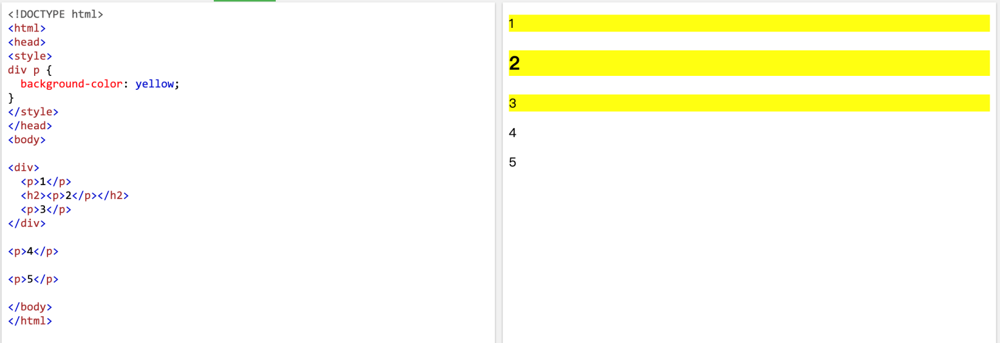 <!DOCTYPE html>
<html>
<head>
<style>
div p {
  background-color: yellow;
}
</style>
</head>
<body>

<div>
  <p>1</p>
  <h2><p>2</p></h2>
  <p>3</p>
</div>

<p>4</p>

<p>5</p>

</body>
</html>

1
2
3
4
5